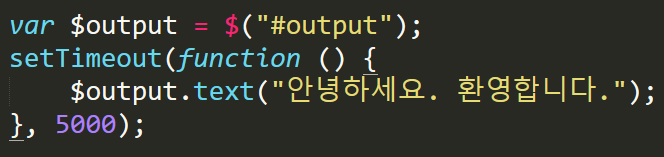 var $output = $("#output");
setTimeout(function () {
    $output.text("안녕하세요. 환영합니다.");
}, 5000);